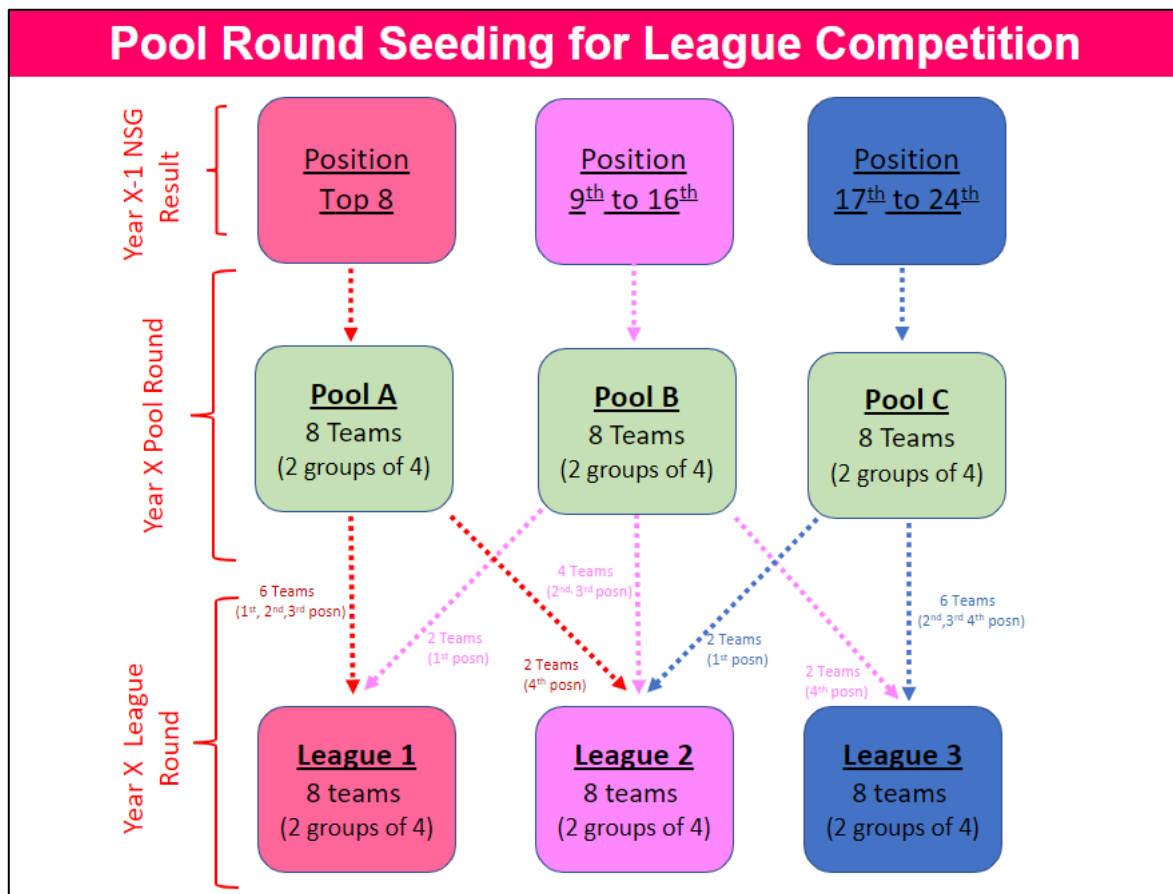 Pool Round Seeding for League Competition
Year X-1 NSG
Result
Position
Top 8
Position
9th to 16th
Position
17th to 24th
Year X Pool Round
Pool A
8 Teams
(2 groups of 4)
Pool B
8 Teams
(2 groups of 4)
Pool C
8 Teams
(2 groups of 4)
6 Teams
(1st, 2nd,3rd posn)
2 Teams
(1st posn)
4 Teams
(2nd, 3rd posn)
2 Teams
(4th posn)
2 Teams
(1st posn)
2 Teams
(4th posn)
6 Teams
(2nd,3rd 4th posn)
Year X League
Round
League 1
8 teams
(2 groups of 4)
League 2
8 teams
(2 groups of 4)
League 3
8 teams
(2 groups of 4)